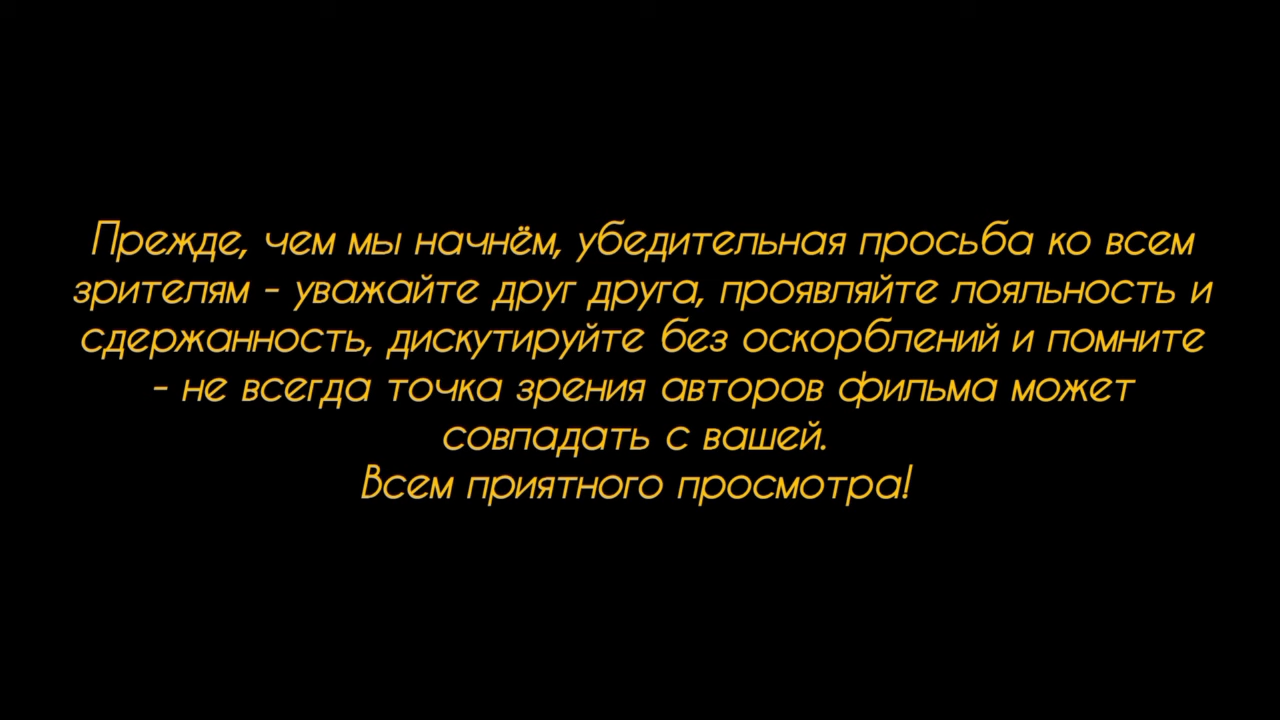 Прежде, чем мы начнём, убедительная просьба ко всем
зрителям - уважайте друг друга, проявляйте лояльность и
сдержанность, дискутируйте без оскорблений и помните
- не всегда точка зрения авторов фильма может
совпадать с вашей.
Всем приятного просмотра!